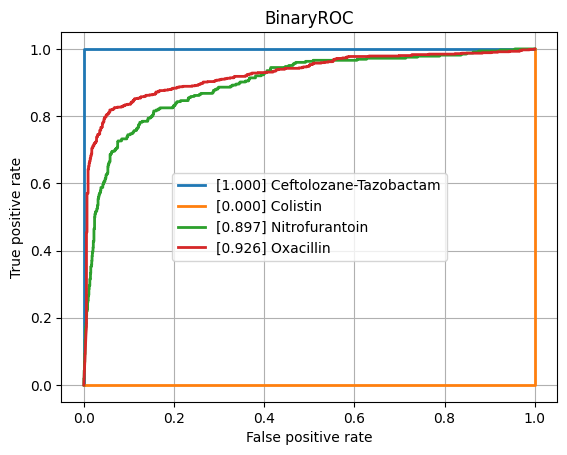 BinaryROC
1.0
0.8
0.6
0.4
0.2
0.0
True positive rate
[1.000] Ceftolozane-Tazobactam
[0.000] Colistin
[0.897] Nitrofurantoin
[0.926] Oxacillin
0.0 0.2 0.4 0.6 0.8 1.0
False positive rate